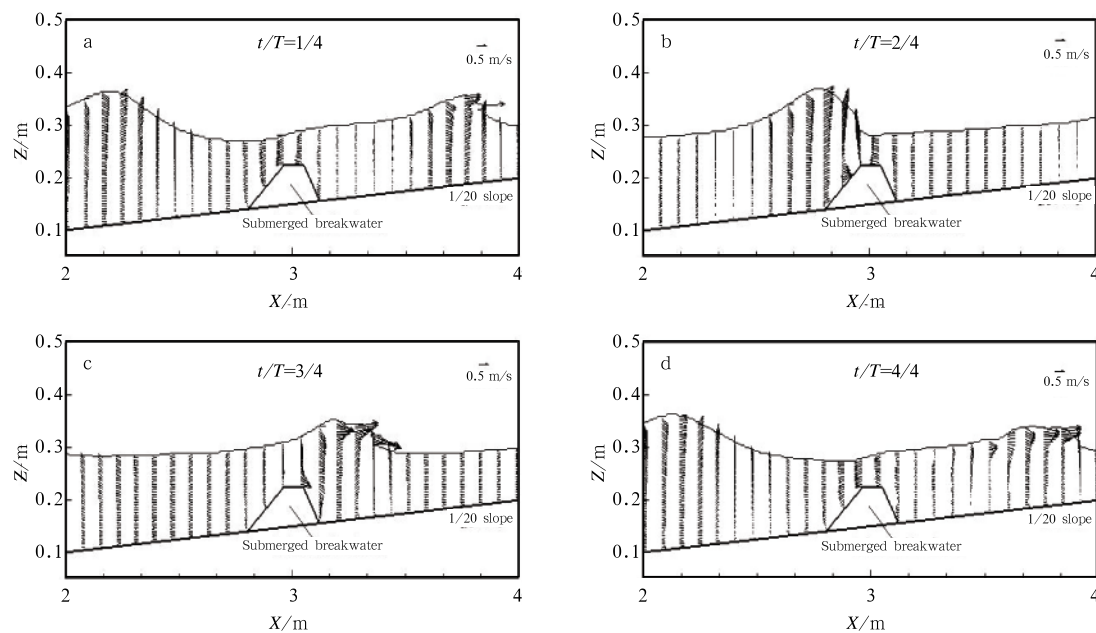 0.5
a
t/T=1/4
0.5 m/s
0.4
0.3
0.2
0.1
Z/m
1/20 slope
Submerged breakwater
2
3
4
X/m
0.5
b
t/T=2/4
0.5 m/s
0.4
0.3
0.2
0.1
Z/m
1/20 slope
Submerged breakwater
2
3
4
X/m
0.5
c
t/T=3/4
0.5 m/s
0.4
0.3
0.2
0.1
Z/m
1/20 slope
Submerged breakwater
2
3
4
X/m
0.5
d
t/T=4/4
0.5 m/s
0.4
0.3
0.2
0.1
Z/m
1/20 slope
Submerged breakwater
2
3
4
X/m